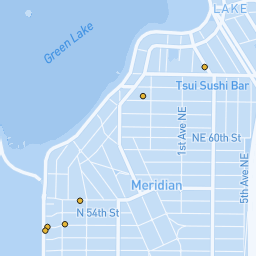 LAKE
Green Lake
Tsui Sushi Bar
1st Ave NE
NE 60th St
5th Ave NE
Meridian
N 54th St